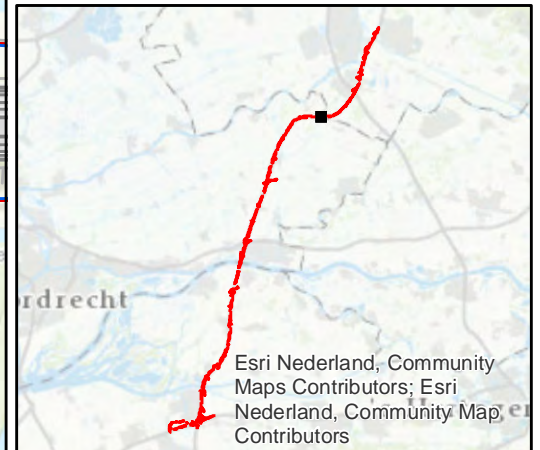 ordrecht
Esri Nederland, Community
Maps Contributors; Esri
Nederland, Community Map
Contributors